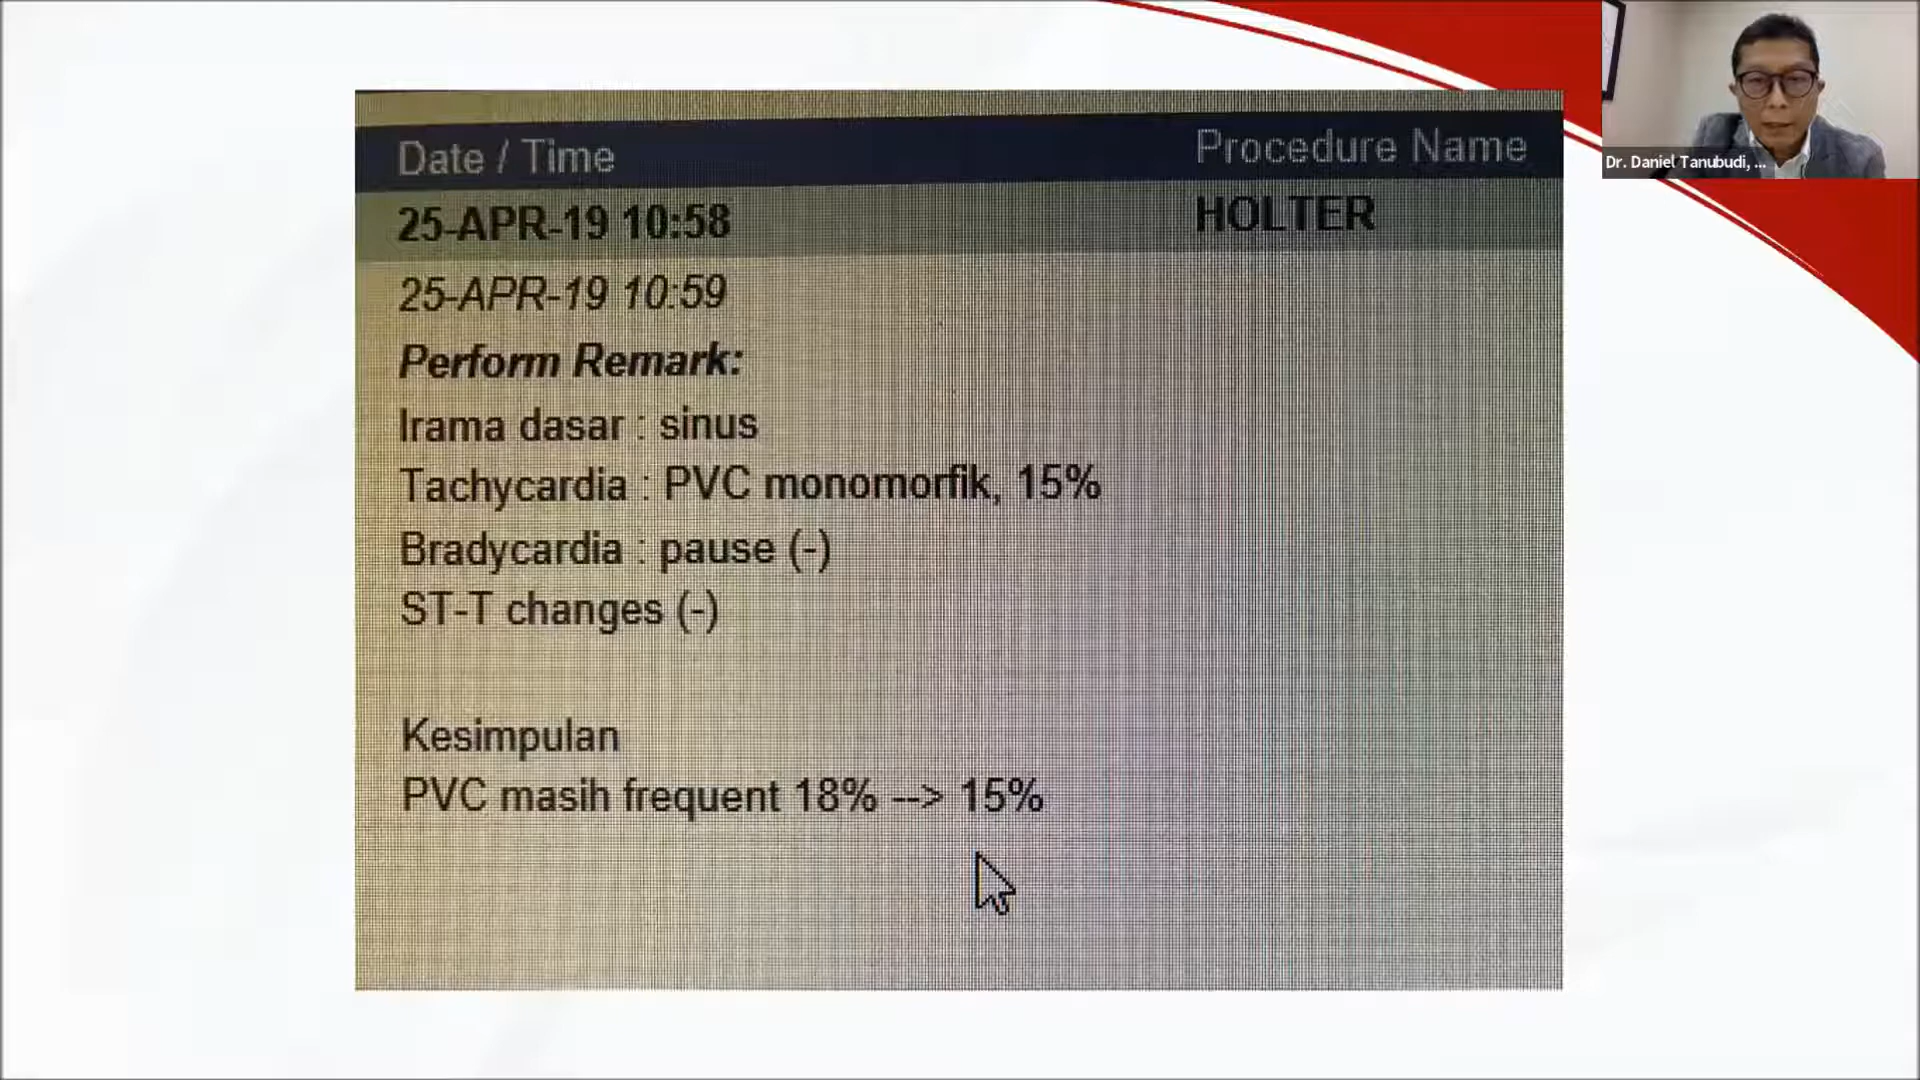 Date / Time Procedure Name
25-APR-19 10:58 HOLTER
25-APR-19 10:59
Perform Remark:
Irama dasar : sinus
Tachycardia : PVC monomorfik, 15%
Bradycardia : pause (-)
ST-T changes (-)
Kesimpulan
PVC masih frequent 18% --> 15%
Dr. Daniel Tanubudi, ...